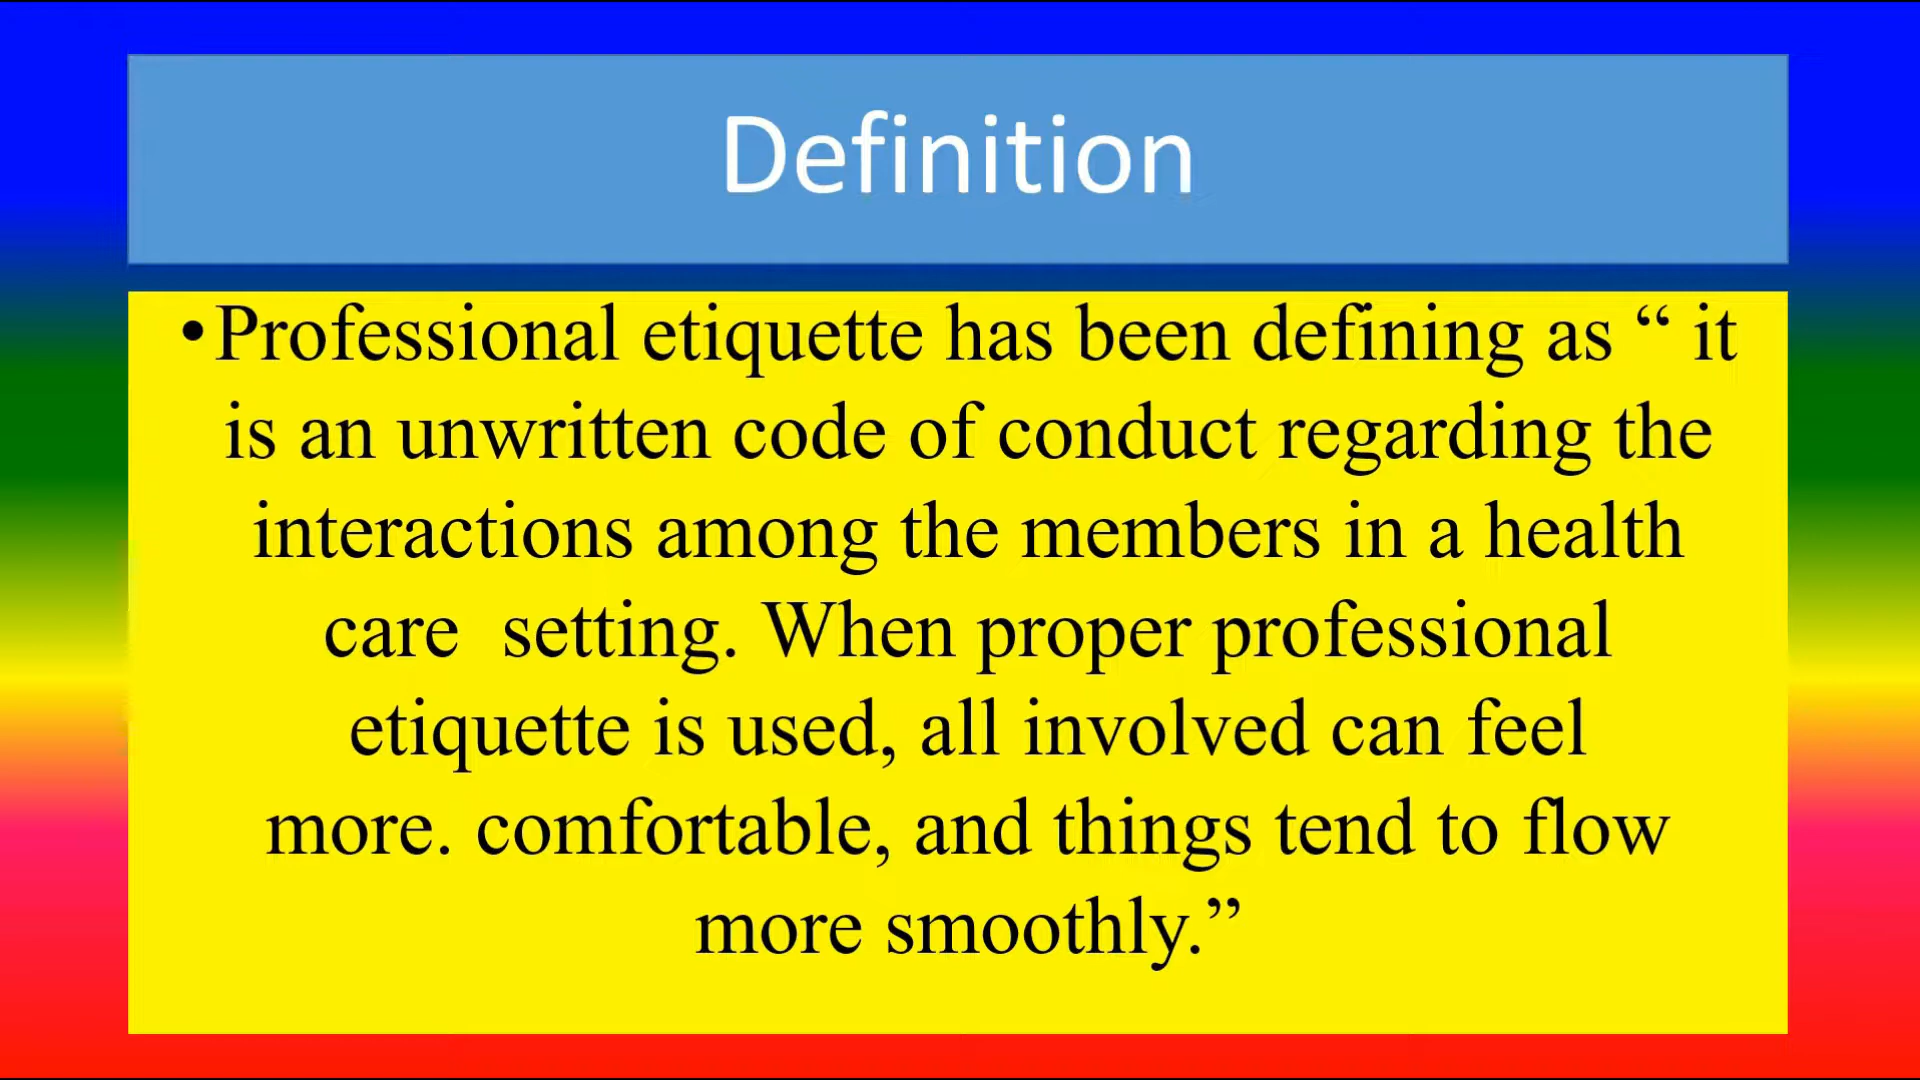 Definition
•Professional etiquette has been defining as “ it
is an unwritten code of conduct regarding the
interactions among the members in a health
care  setting. When proper professional
etiquette is used, all involved can feel
more. comfortable, and things tend to flow
more smoothly.”